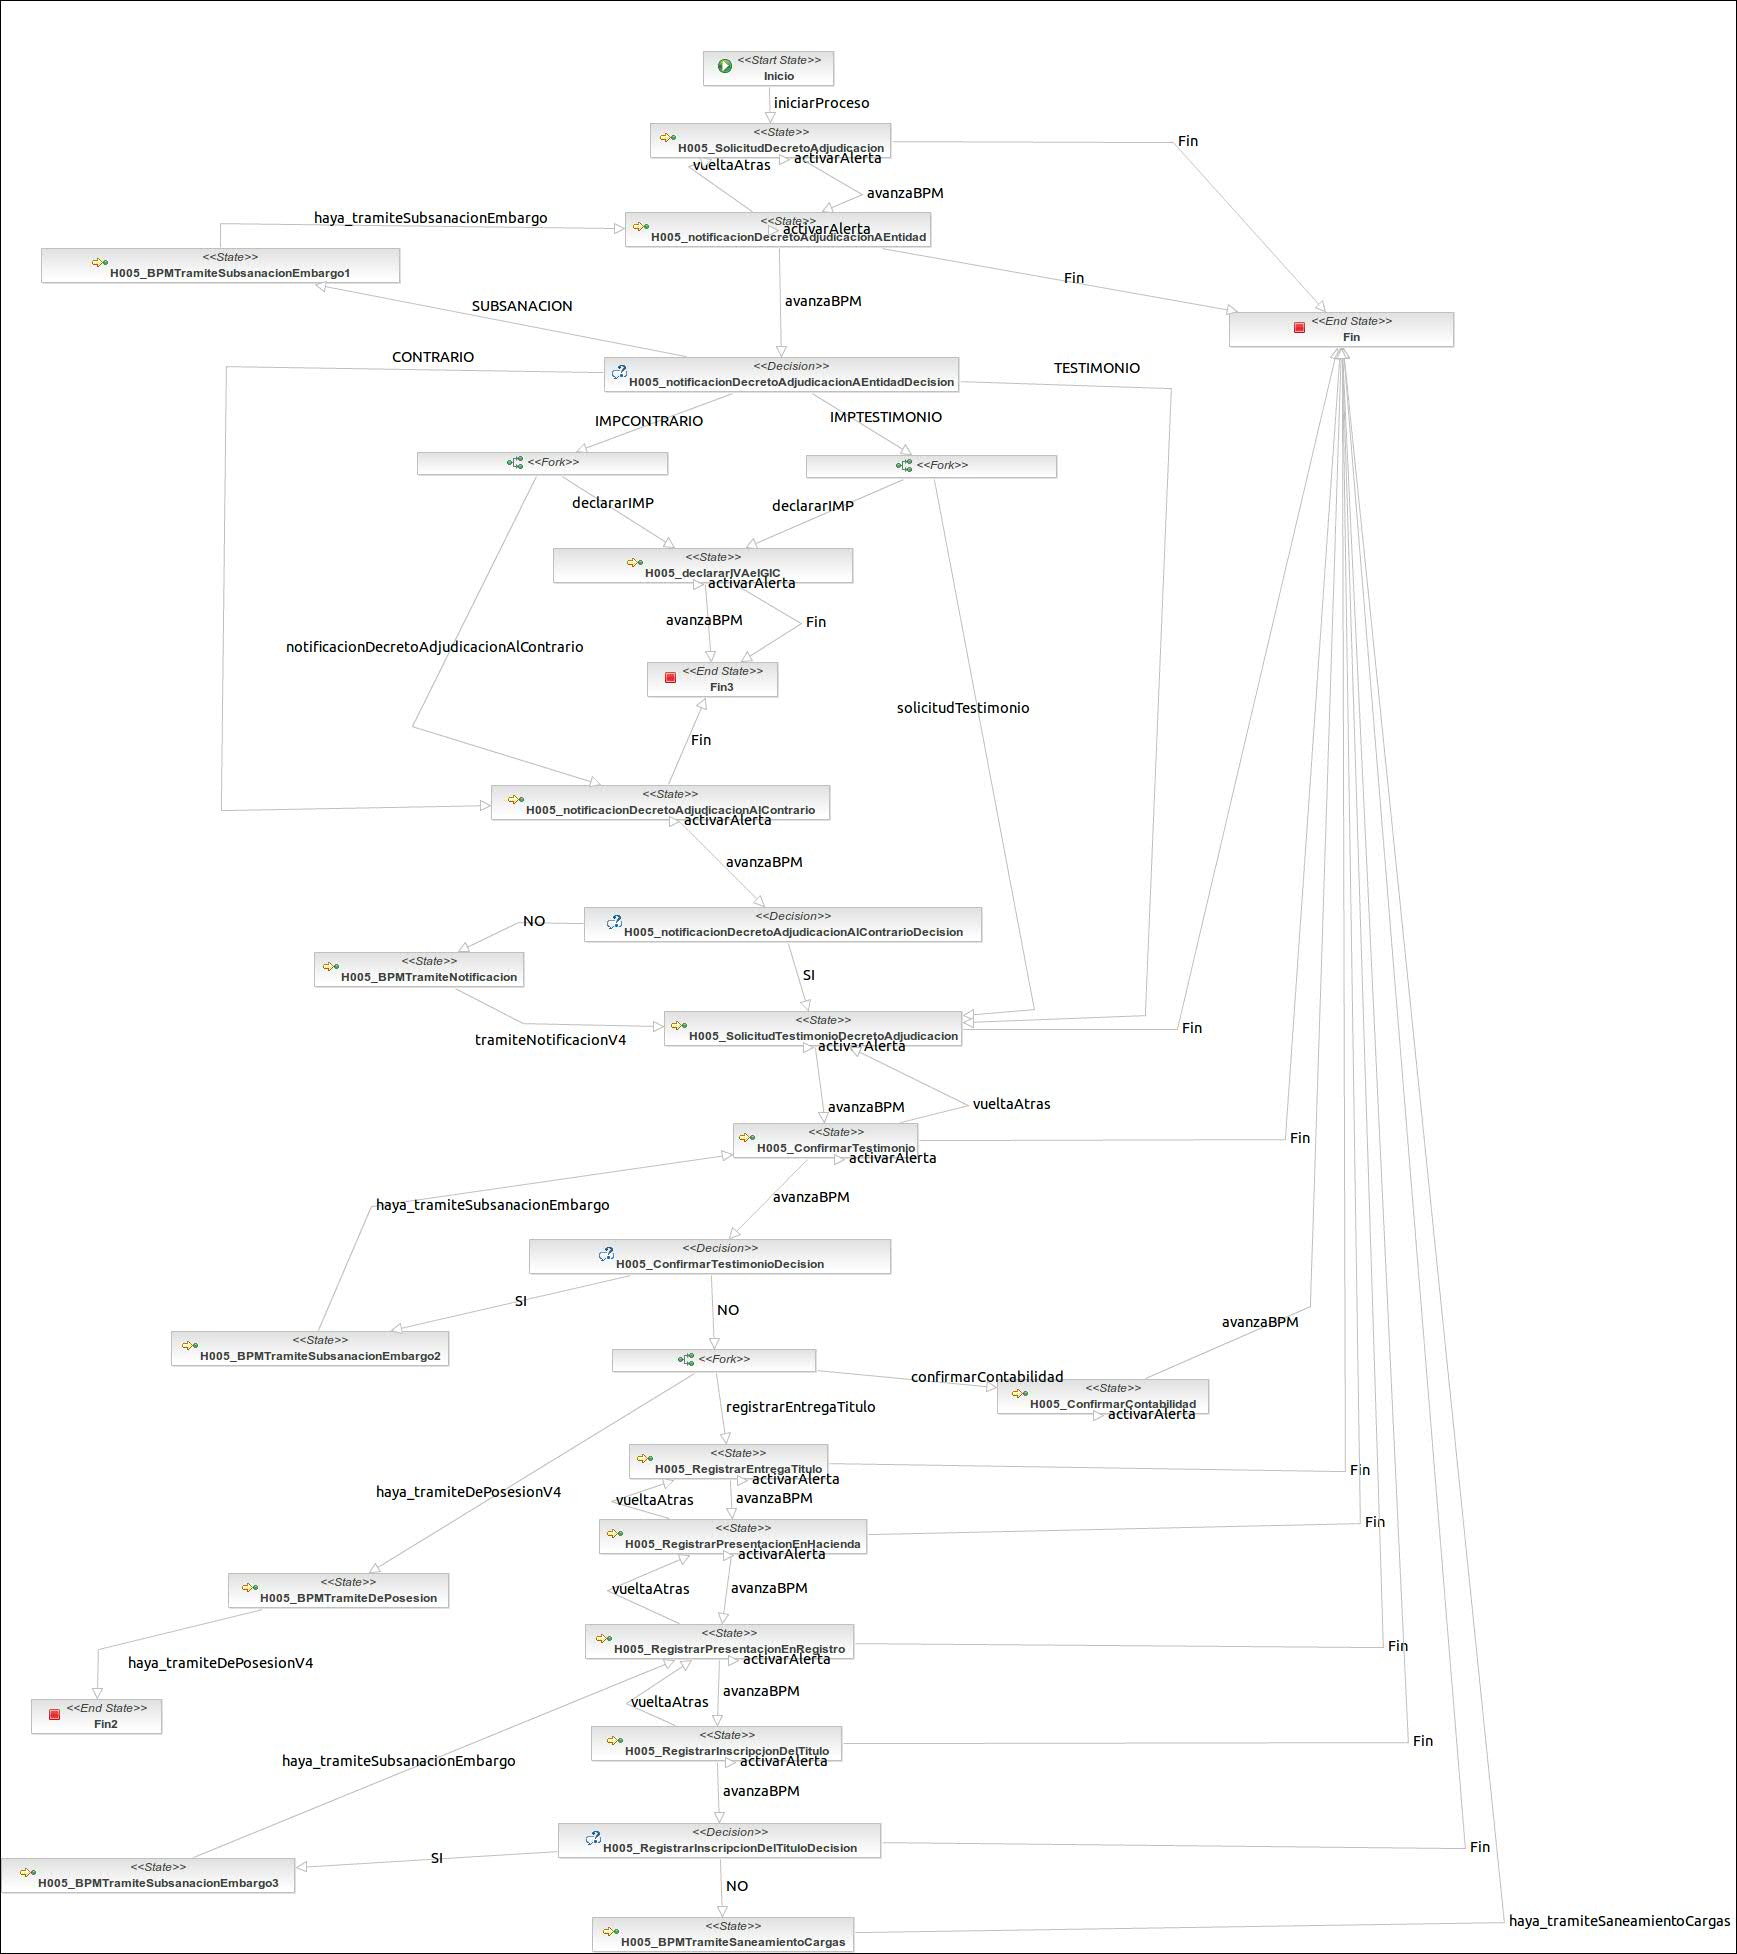 <<Start State>>
Inicio
iniciarProceso
<<State>>
H005_SolicitudDecretoAdjudicacion
Fin
vueltaAtras
activarAlerta
avanzaBPM
haya_tramiteSubsanacionEmbargo
<<State>>
H005_notificacionDecretoAdjudicacionAEntidad
activarAlerta
<<State>>
H005_BPMTramiteSubsanacionEmbargo1
Fin
SUBSANACION
avanzaBPM
<<End State>>
Fin
CONTRARIO
<<Decision>>
H005_notificacionDecretoAdjudicacionAEntidadDecision
TESTIMONIO
IMPCONTRARIO
IMPTESTIMONIO
<<Fork>>
<<Fork>>
declararIMP
declararIMP
<<State>>
H005_declararIVAeIGIC
activarAlerta
avanzaBPM
Fin
notificacionDecretoAdjudicacionAlContrario
<<End State>>
Fin3
solicitudTestimonio
Fin
<<State>>
H005_notificacionDecretoAdjudicacionAlContrario
activarAlerta
avanzaBPM
<<Decision>>
H005_notificacionDecretoAdjudicacionAlContrarioDecision
NO
<<State>>
H005_BPMTramiteNotificacion
SI
tramiteNotificacionV4
<<State>>
H005_SolicitudTestimonioDecretoAdjudicacion
activarAlerta
Fin
avanzaBPM
vueltaAtras
<<State>>
H005_ConfirmarTestimonio
activarAlerta
Fin
haya_tramiteSubsanacionEmbargo
avanzaBPM
<<Decision>>
H005_ConfirmarTestimonioDecision
SI
NO
<<State>>
H005_BPMTramiteSubsanacionEmbargo2
avanzaBPM
<<Fork>>
confirmarContabilidad
<<State>>
H005_ConfirmarContabilidad
activarAlerta
registrarEntregaTitulo
<<State>>
H005_RegistrarEntregaTitulo
activarAlerta
Fin
haya_tramiteDePosesionV4
vueltaAtras
avanzaBPM
<<State>>
H005_RegistrarPresentacionEnHacienda
activarAlerta
Fin
<<State>>
H005_BPMTramiteDePosesion
vueltaAtras
avanzaBPM
<<State>>
H005_RegistrarPresentacionEnRegistro
activarAlerta
Fin
haya_tramiteDePosesionV4
<<End State>>
Fin2
vueltaAtras
avanzaBPM
<<State>>
H005_RegistrarInscripcionDelTitulo
activarAlerta
Fin
haya_tramiteSubsanacionEmbargo
avanzaBPM
<<Decision>>
H005_RegistrarInscripcionDelTituloDecision
Fin
SI
<<State>>
H005_BPMTramiteSubsanacionEmbargo3
NO
<<State>>
H005_BPMTramiteSaneamientoCargas
haya_tramiteSaneamientoCargas